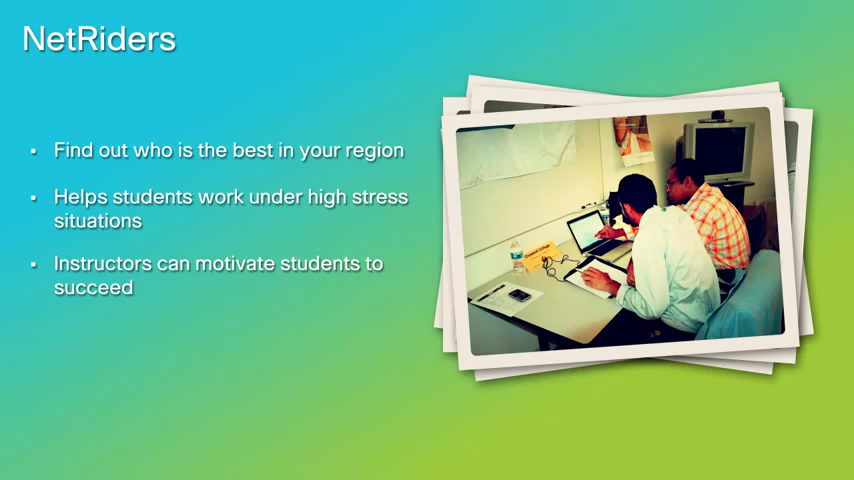 NetRiders
▪ Find out who is the best in your region
▪ Helps students work under high stress
situations
▪ Instructors can motivate students to
succeed